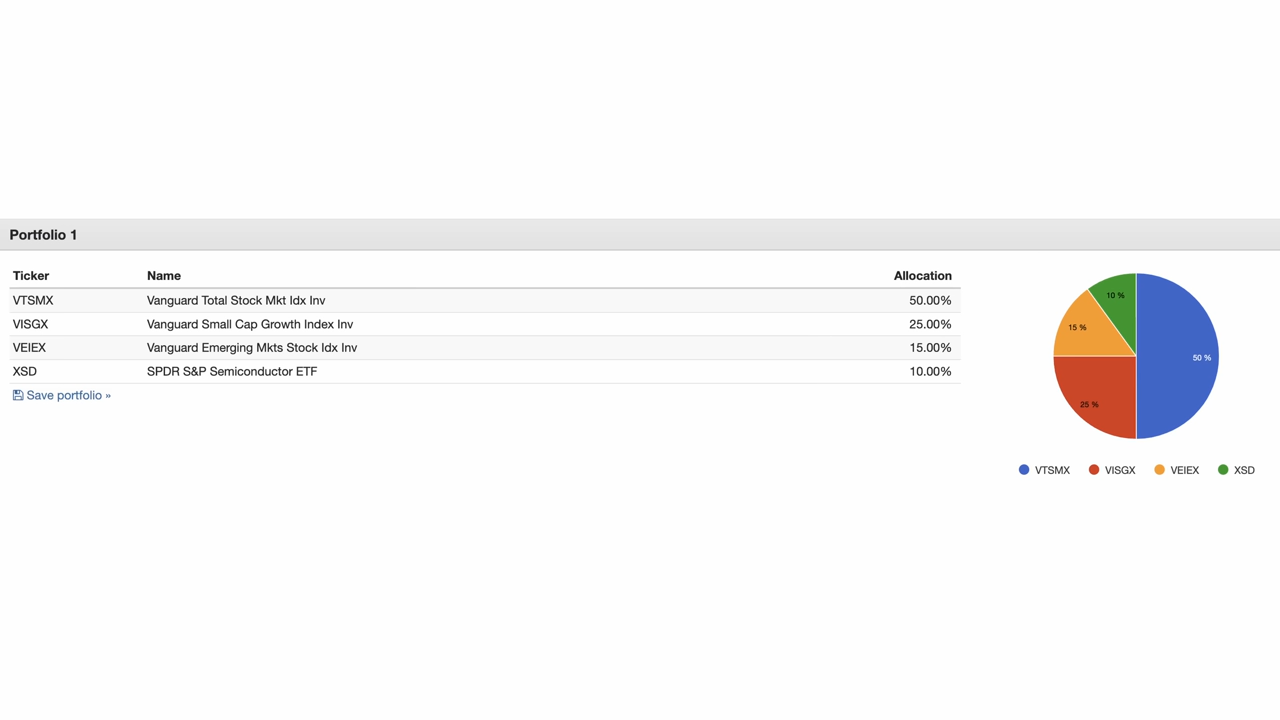 Portfolio 1
Ticker Name Allocation
VTSMX Vanguard Total Stock Mkt Idx Inv 50.00%
VISGX Vanguard Small Cap Growth Index Inv 25.00%
VEIEX Vanguard Emerging Mkts Stock Idx Inv 15.00%
XSD SPDR S&P Semiconductor ETF 10.00%
Save portfolio »
10 %
15 %
50 %
25 %
VTSMX VISGX VEIEX XSD